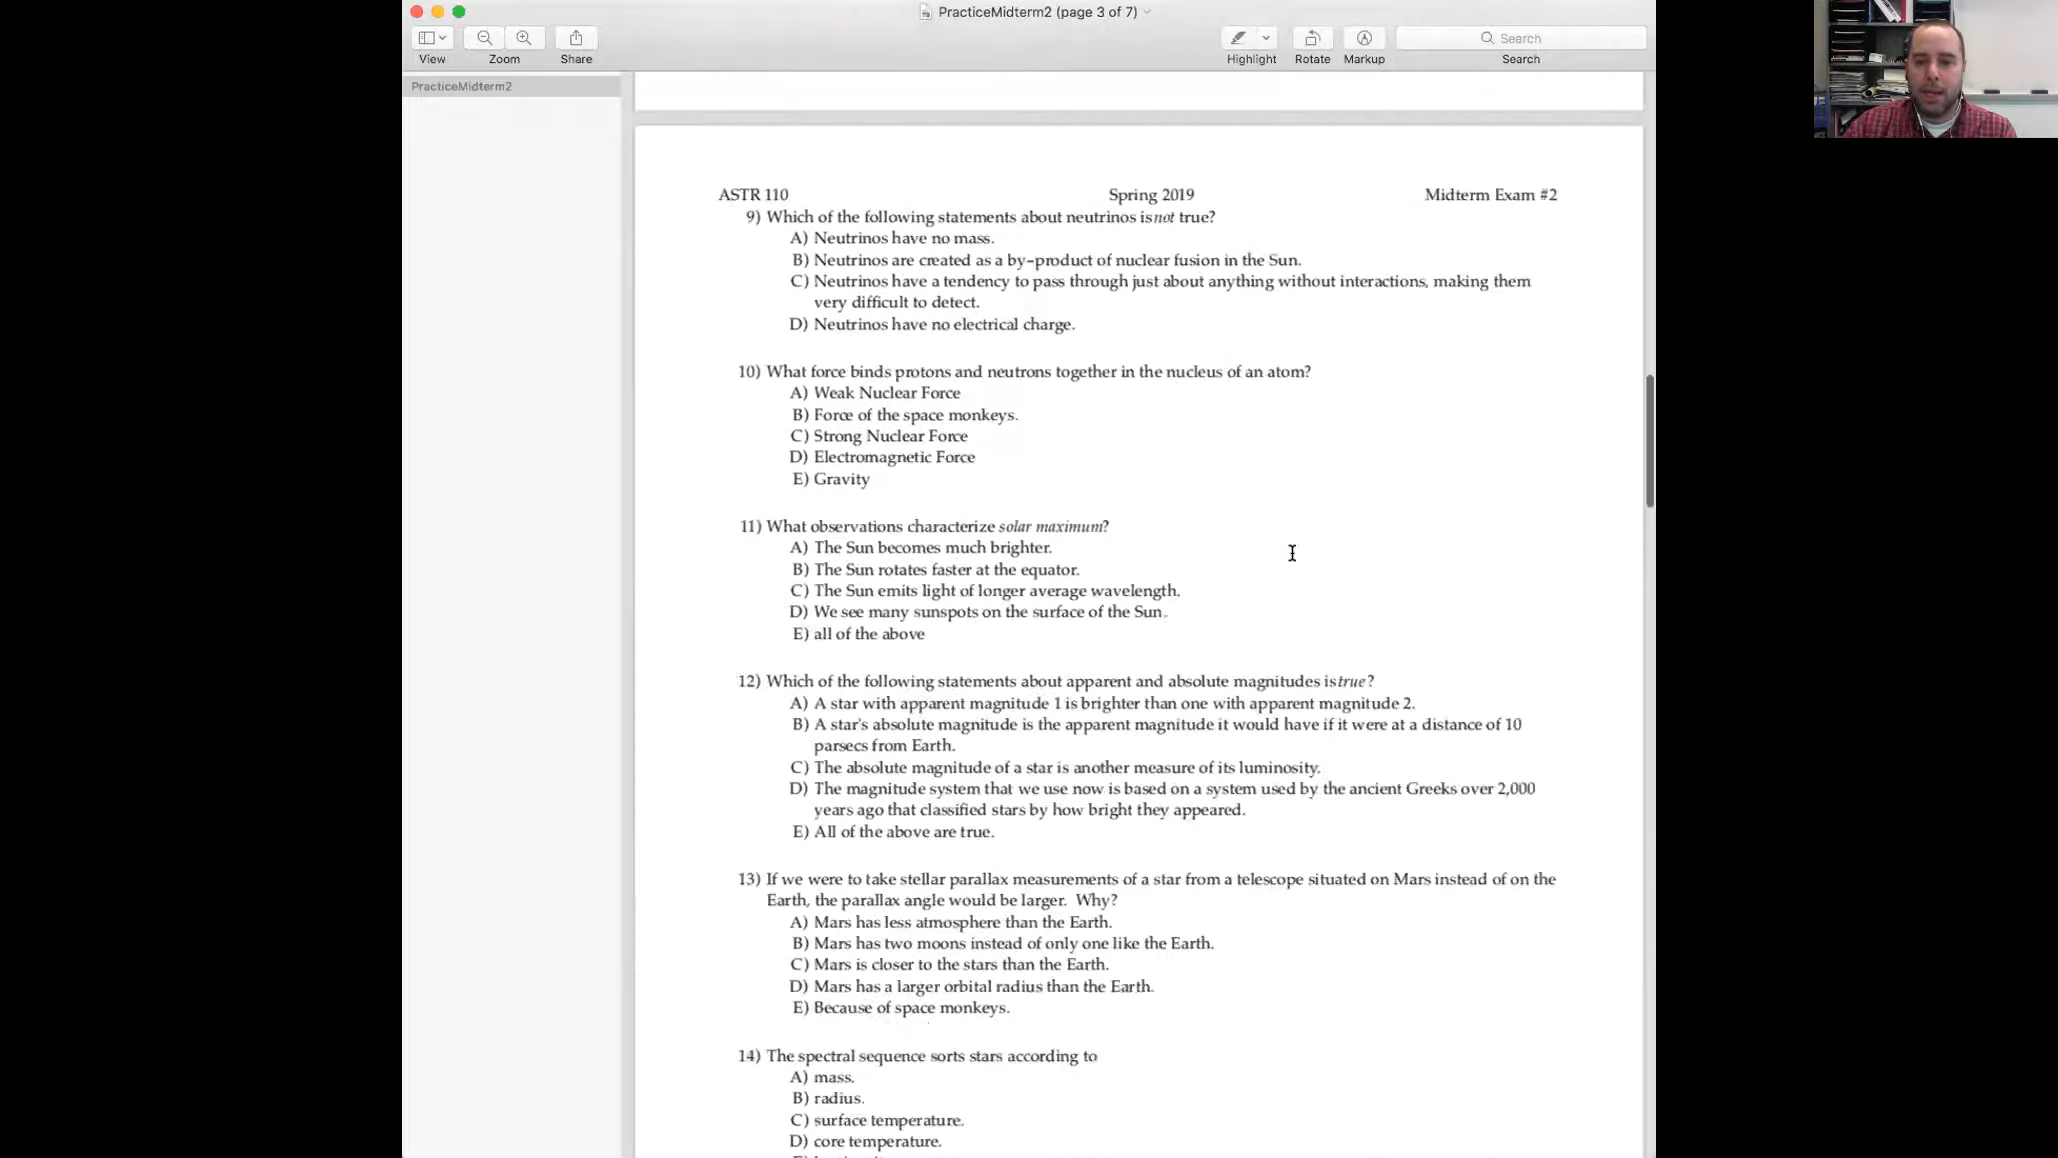 PracticeMidterm2 (page 3 of 7)
View
Zoom
Share
Highlight
Rotate
Markup
Search
Search
PracticeMidterm2
ASTR 110 Spring 2019 Midterm Exam #2
9) Which of the following statements about neutrinos is not true?
A) Neutrinos have no mass.
B) Neutrinos are created as a by-product of nuclear fusion in the Sun.
C) Neutrinos have a tendency to pass through just about anything without interactions, making them
very difficult to detect.
D) Neutrinos have no electrical charge.
10) What force binds protons and neutrons together in the nucleus of an atom?
A) Weak Nuclear Force
B) Force of the space monkeys.
C) Strong Nuclear Force
D) Electromagnetic Force
E) Gravity
11) What observations characterize solar maximum?
A) The Sun becomes much brighter.
B) The Sun rotates faster at the equator.
C) The Sun emits light of longer average wavelength.
D) We see many sunspots on the surface of the Sun.
E) all of the above
12) Which of the following statements about apparent and absolute magnitudes is true?
A) A star with apparent magnitude 1 is brighter than one with apparent magnitude 2.
B) A star's absolute magnitude is the apparent magnitude it would have if it were at a distance of 10
parsecs from Earth.
C) The absolute magnitude of a star is another measure of its luminosity.
D) The magnitude system that we use now is based on a system used by the ancient Greeks over 2,000
years ago that classified stars by how bright they appeared.
E) All of the above are true.
13) If we were to take stellar parallax measurements of a star from a telescope situated on Mars instead of on the
Earth, the parallax angle would be larger. Why?
A) Mars has less atmosphere than the Earth.
B) Mars has two moons instead of only one like the Earth.
C) Mars is closer to the stars than the Earth.
D) Mars has a larger orbital radius than the Earth.
E) Because of space monkeys.
14) The spectral sequence sorts stars according to
A) mass.
B) radius.
C) surface temperature.
D) core temperature.